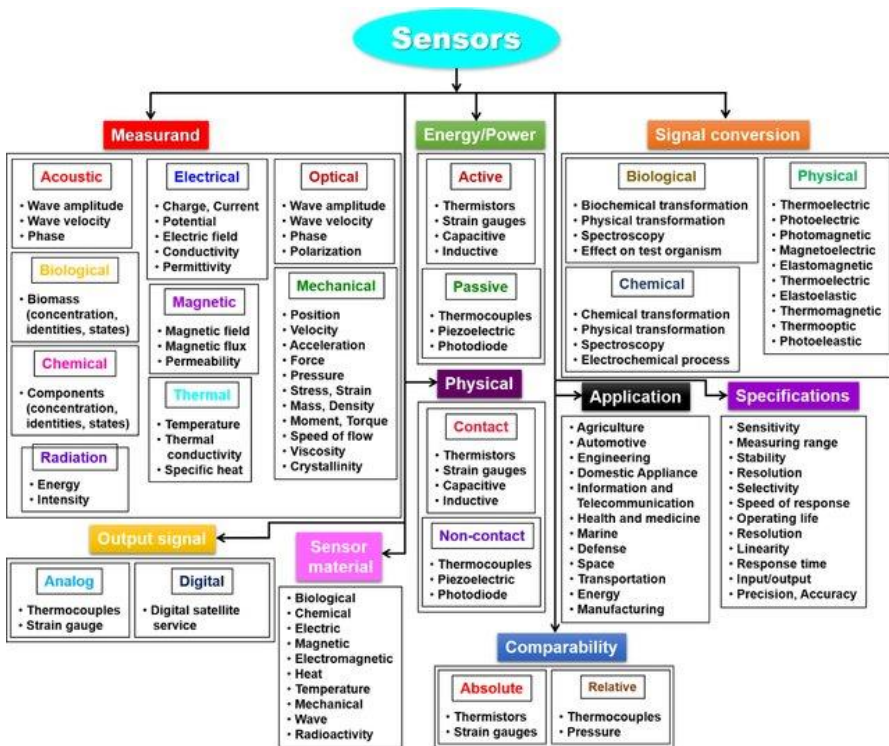 Sensors
Measurand
Acoustic
• Wave amplitude
• Wave velocity
• Phase
Biological
• Biomass
(concentration,
identities, states)
Chemical
• Components
(concentration,
identities, states)
Radiation
• Energy
• Intensity
Electrical
• Charge, Current
• Potential
• Electric field
• Conductivity
• Permittivity
Magnetic
• Magnetic field
• Magnetic flux
• Permeability
Thermal
• Temperature
• Thermal
conductivity
• Specific heat
Optical
• Wave amplitude
• Wave velocity
• Phase
• Polarization
Mechanical
• Position
• Velocity
• Acceleration
• Force
• Pressure
• Stress, Strain
• Mass, Density
• Moment, Torque
• Speed of flow
• Viscosity
• Crystallinity
Energy/Power
Active
• Thermistors
• Strain gauges
• Capacitive
• Inductive
Passive
• Thermocouples
• Piezoelectric
• Photodiode
Signal conversion
Biological
• Biochemical transformation
• Physical transformation
• Spectroscopy
• Effect on test organism
Chemical
• Chemical transformation
• Physical transformation
• Spectroscopy
• Electrochemical process
Physical
• Thermoelectric
• Photoelectric
• Photomagnetic
• Magnetoelectric
• Elastomagnetic
• Thermoelectric
• Elastoelastic
• Thermomagnetic
• Thermooptic
• Photoeleastic
Physical
Contact
• Thermistors
• Strain gauges
• Capacitive
• Inductive
Non-contact
• Thermocouples
• Piezoelectric
• Photodiode
Application
• Agriculture
• Automotive
• Engineering
• Domestic Appliance
• Information and
Telecommunication
• Health and medicine
• Marine
• Defense
• Space
• Transportation
• Energy
• Manufacturing
Specifications
• Sensitivity
• Measuring range
• Stability
• Resolution
• Selectivity
• Speed of response
• Operating life
• Resolution
• Linearity
• Response time
• Input/output
• Precision, Accuracy
Output signal
Analog
• Thermocouples
• Strain gauge
Digital
• Digital satellite
service
Sensor
material
• Biological
• Chemical
• Electric
• Magnetic
• Electromagnetic
• Heat
• Temperature
• Mechanical
• Wave
• Radioactivity
Comparability
Absolute
• Thermistors
• Strain gauges
Relative
• Thermocouples
• Pressure